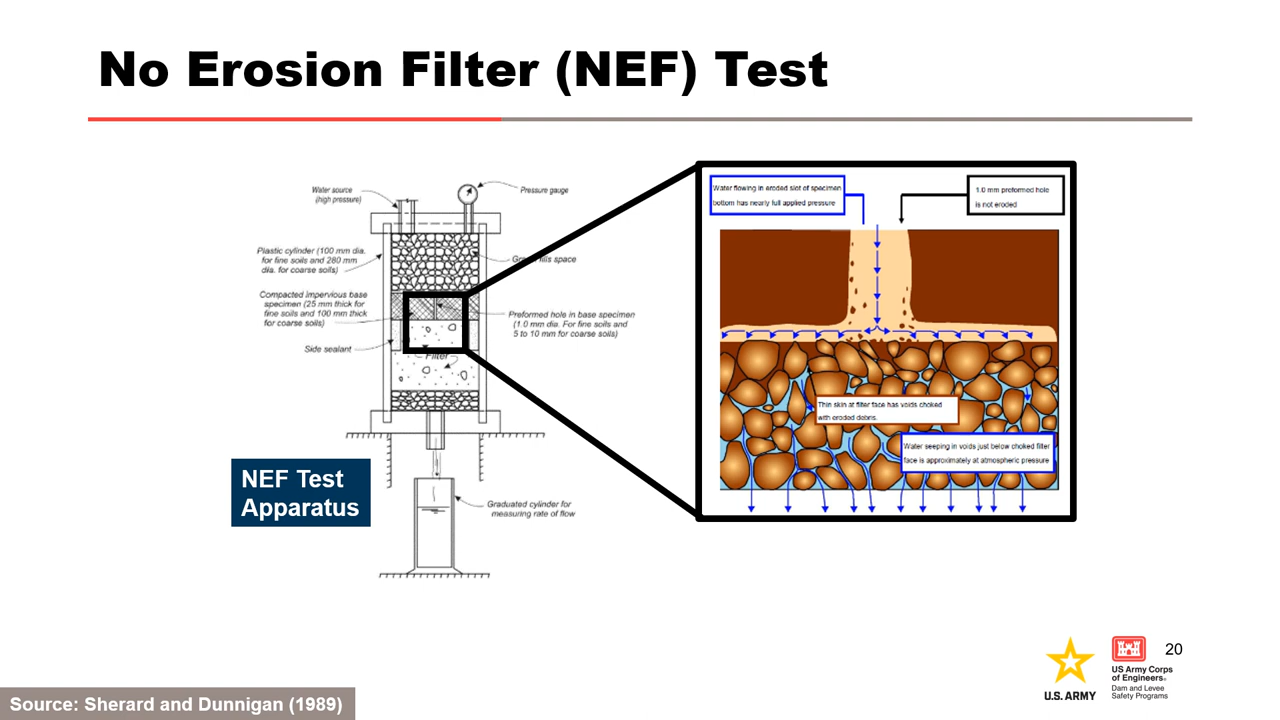 No Erosion Filter (NEF) Test
Water source
(high pressure)
Pressure gauge
Plastic cylinder (100 mm dia.
for fine soils and 280 mm
dia. for coarse soils)
fills space
Compacted impervious base
specimen (25 mm thick for
fine soils and 100 mm thick
for coarse soils)
Preformed hole in base specimen
(1.0 mm dia. For fine soils and
5 to 10 mm for coarse soils)
Side sealant
Filter
NEF Test
Apparatus
Graduated cylinder for
measuring rate of flow
Water flowing in eroded slot of specimen
bottom has nearly full applied pressure
1.0 mm preformed hole
is not eroded
Thin skin at filter face has voids choked
with eroded debris.
Water seeping in voids just below choked filter
face is approximately at atmospheric pressure
U.S. ARMY
US Army Corps
of Engineers®
Dam and Levee
Safety Programs
20
Source: Sherard and Dunnigan (1989)